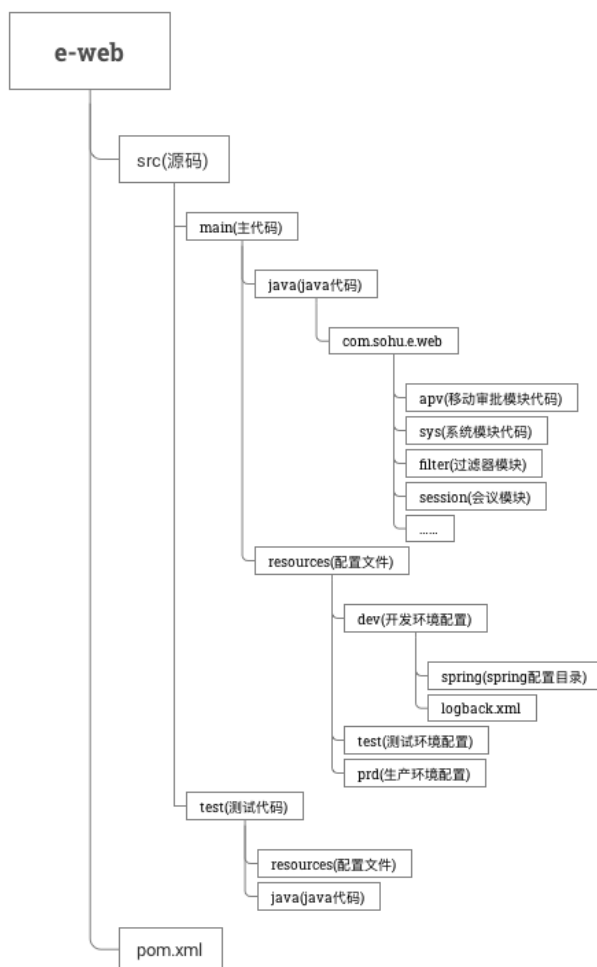 e-web
src(源码)
main(主代码)
java(java代码)
com.sohu.e.web
apv(移动审批模块代码)
sys(系统模块代码)
filter(过滤器模块)
session(会议模块)
……
resources(配置文件)
dev(开发环境配置)
spring(spring配置目录)
logback.xml
test(测试环境配置)
prd(生产环境配置)
test(测试代码)
resources(配置文件)
java(java代码)
pom.xml